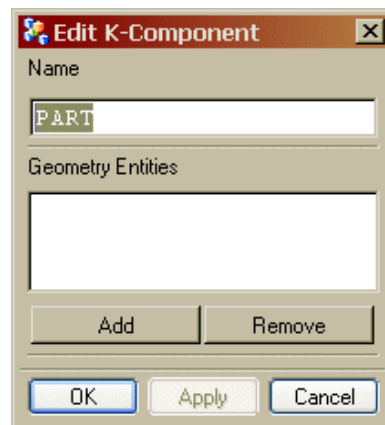 Edit K-Component
Name
PART
Geometry Entities
Add Remove
OK Apply Cancel